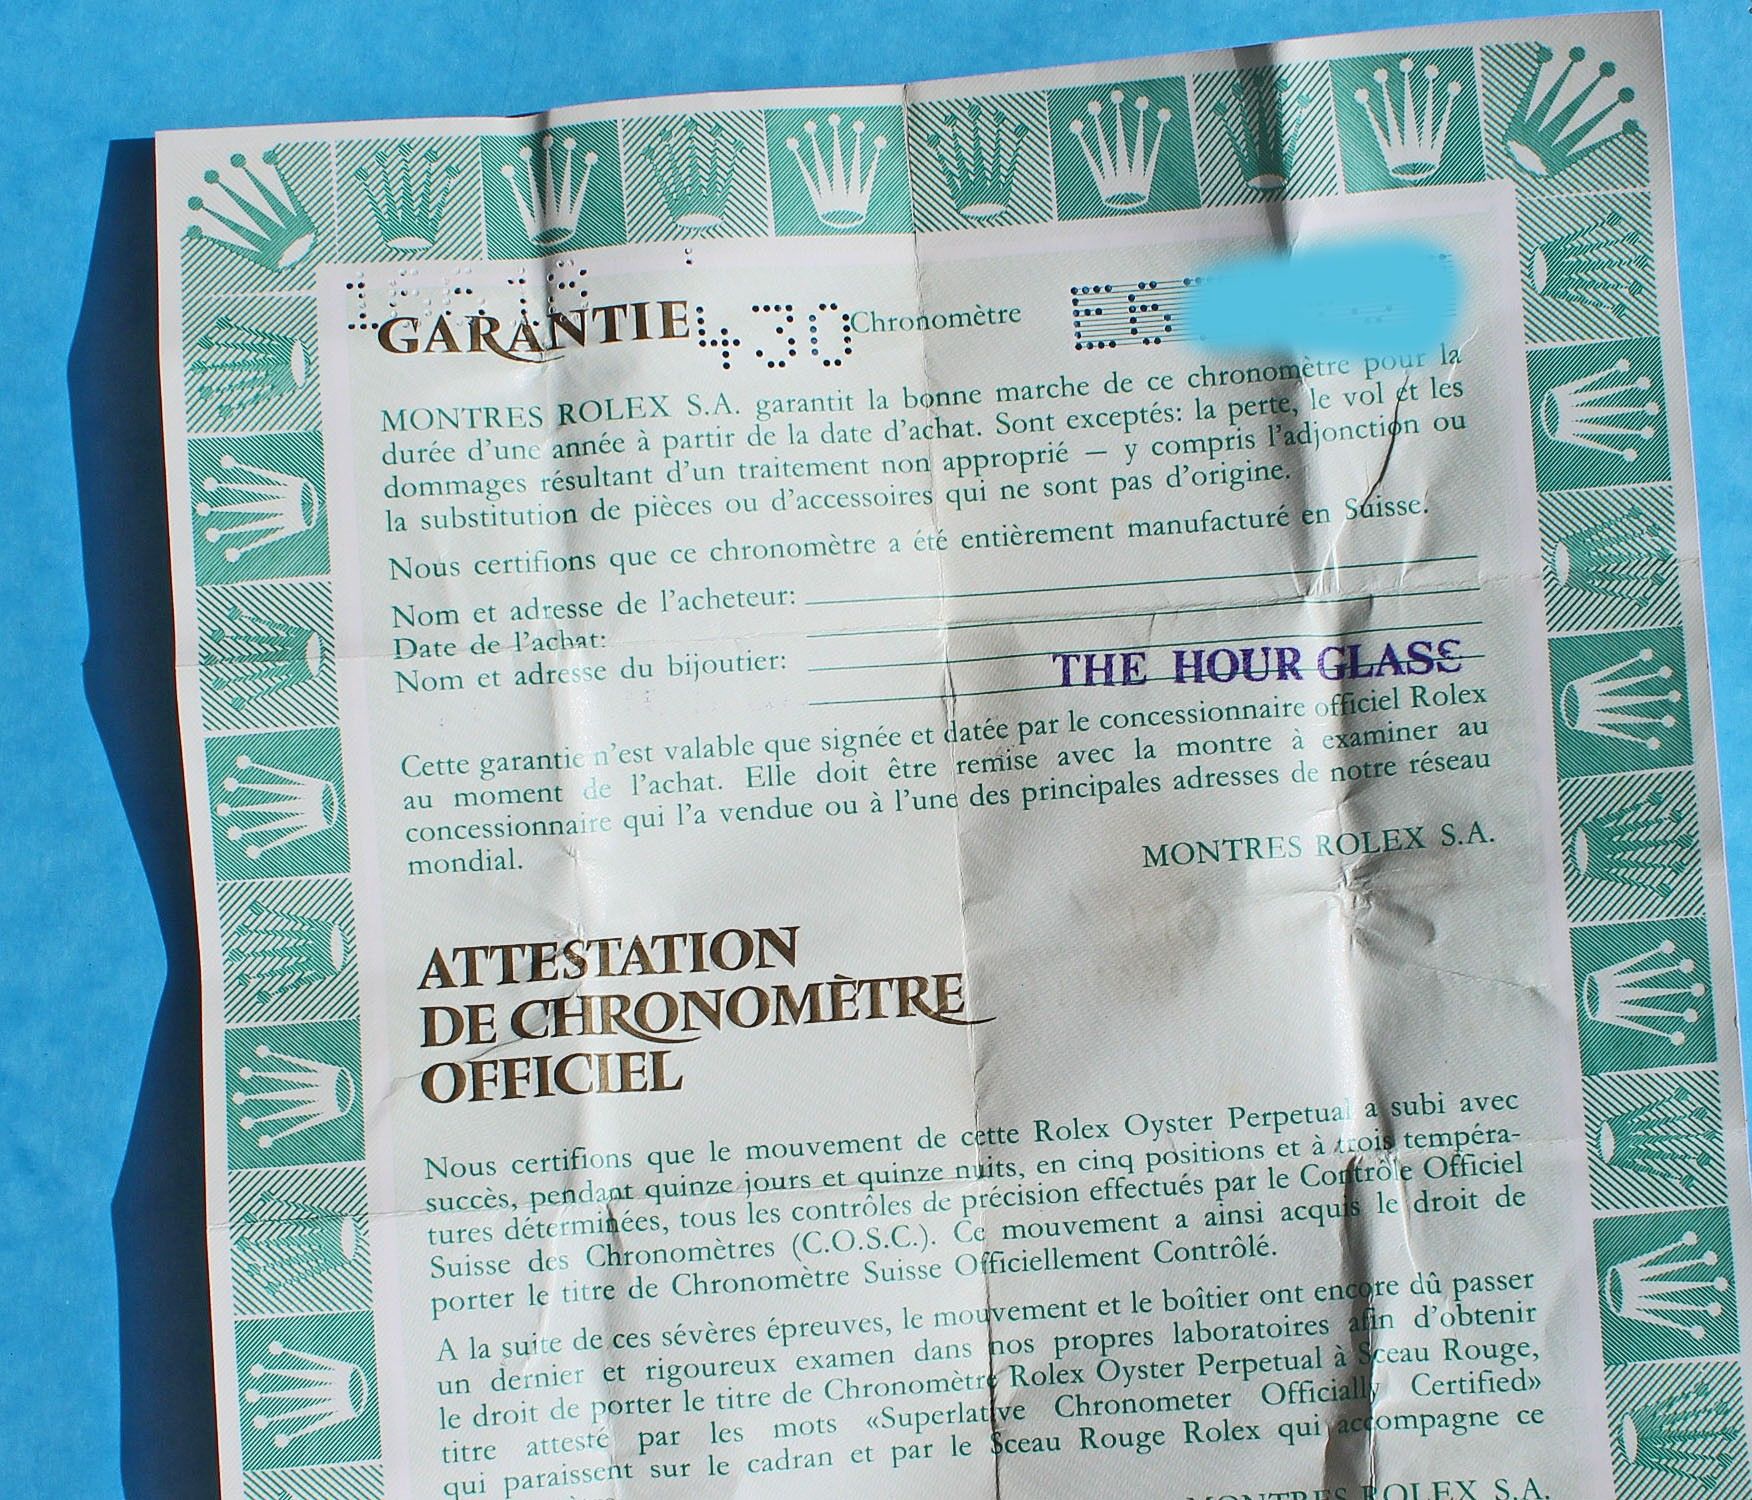 GARANTIE 430 Chronomètre
MONTRES ROLEX S.A. garantit la bonne marche de ce chronomètre pour la
durée d’une année à partir de la date d’achat. Sont exceptés: la perte, le vol et les
dommages résultant d’un traitement non approprié — y compris l’adjonction ou
la substitution de pièces ou d’accessoires qui ne sont pas d’origine.
Nous certifions que ce chronomètre a été entièrement manufacturé en Suisse.
Nom et adresse de l’acheteur:
Date de l’achat:
Nom et adresse du bijoutier:
THE HOUR GLASS
Cette garantie n’est valable que signée et datée par le concessionnaire officiel Rolex
au moment de l’achat. Elle doit être remise avec la montre à examiner au
concessionnaire qui l’a vendue ou à l’une des principales adresses de notre réseau
mondial.
MONTRES ROLEX S.A.
ATTESTATION
DE CHRONOMÈTRE
OFFICIEL
Nous certifions que le mouvement de cette Rolex Oyster Perpetual a subi avec
succès, pendant quinze jours et quinze nuits, en cinq positions et à trois tempéra-
tures déterminées, tous les contrôles de précision effectués par le Contrôle Officiel
Suisse des Chronomètres (C.O.S.C.). Ce mouvement a ainsi acquis le droit de
porter le titre de Chronomètre Suisse Officiellement Contrôlé.
A la suite de ces sévères épreuves, le mouvement et le boîtier ont encore dû passer
un dernier et rigoureux examen dans nos propres laboratoires afin d’obtenir
le droit de porter le titre de Chronomètre Rolex Oyster Perpetual à Sceau Rouge,
titre attesté par les mots «Superlative Chronometer Officially Certified»
qui paraissent sur le cadran et par le Sceau Rouge Rolex qui accompagne ce
MONTRES ROLEX S.A.